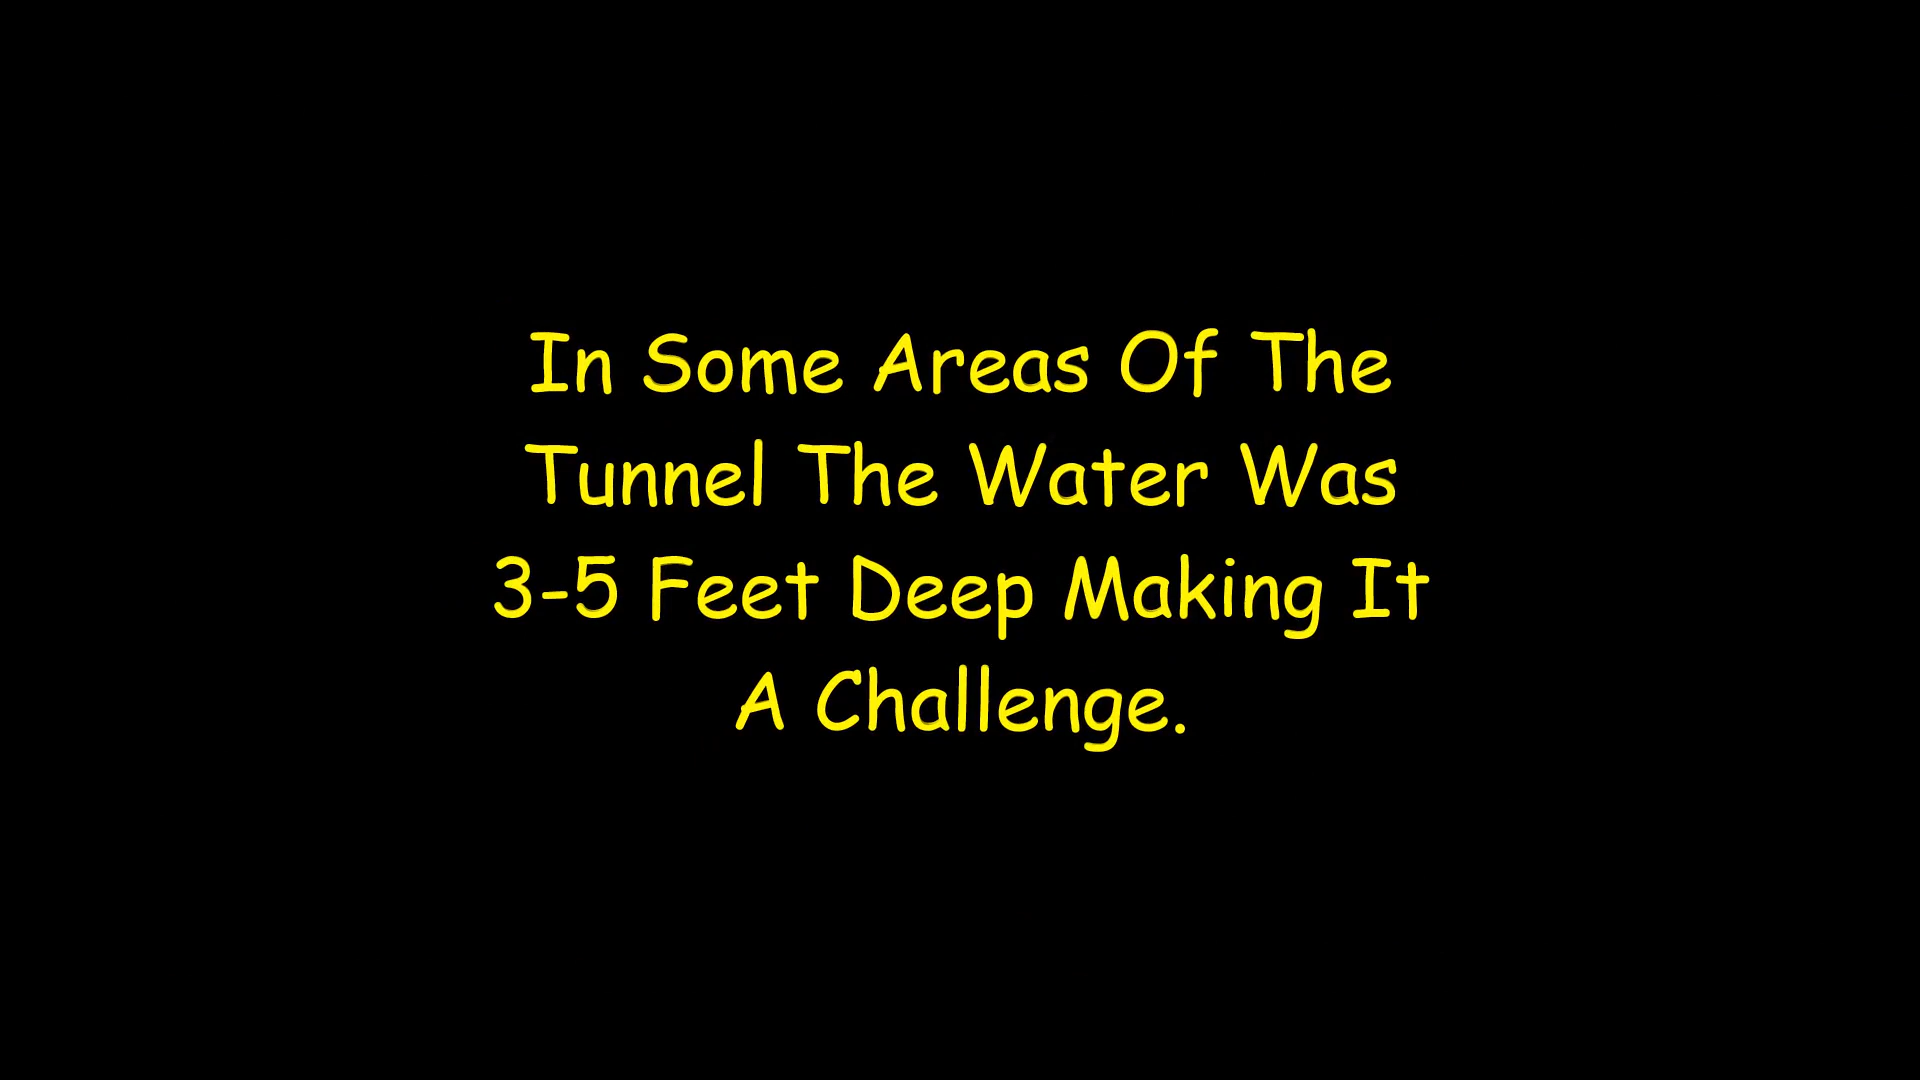 In Some Areas Of The
Tunnel The Water Was
3-5 Feet Deep Making It
A Challenge.